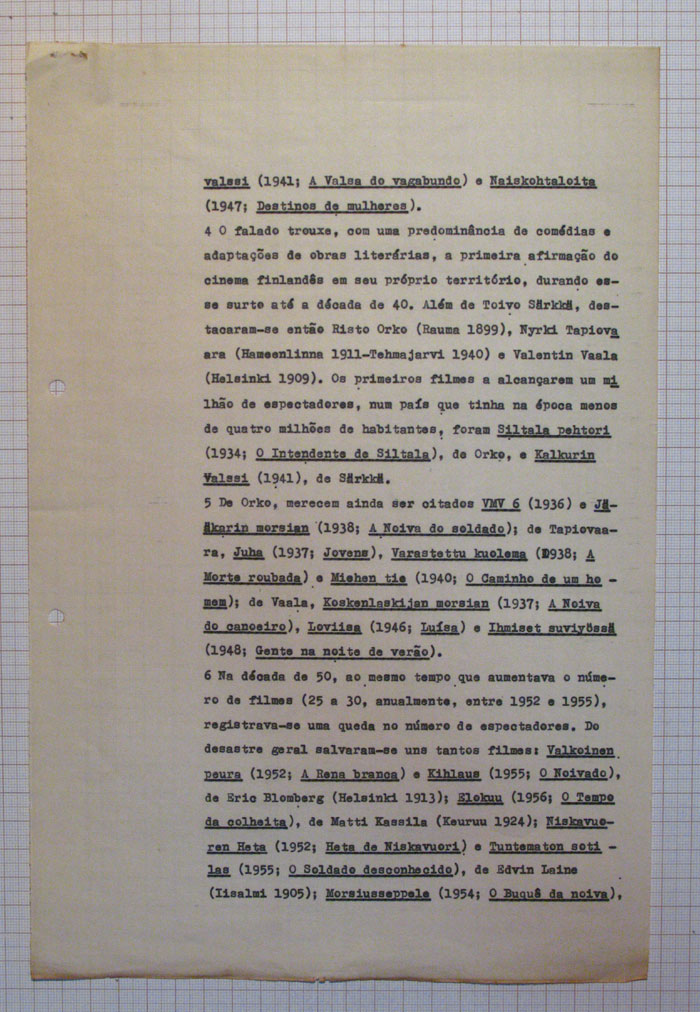 valssi (1941; A Valsa do vagabundo) e Naiskohtaloita
(1947; Destinos de mulheres).
4 O falado trouxe, com uma predominância de comédias e
adaptações de obras literárias, a primeira afirmação do
cinema finlandês em seu próprio território, durando es-
se surto até a década de 40. Além de Toivo Särkkä, des-
tacaram-se então Risto Orko (Rauma 1899), Nyrki Tapiova
ara (Hameenlinna 1911-Tehmajarvi 1940) e Valentin Vaala
(Helsinki 1909). Os primeiros filmes a alcançarem um mi
lhão de espectadores, num país que tinha na época menos
de quatro milhões de habitantes, foram Siltala pehtori
(1934; O Intendente de Siltala), de Orko, e Kalkurin
Valssi (1941), de Särkkä.
5 De Orko, merecem ainda ser citados VMV 6 (1936) e Jä-
äkarin morsian (1938; A Noiva do soldado); de Tapiovaa-
ra, Juha (1937; Jovens), Varastettu kuolema (1938; A
Morte roubada) e Miehen tie (1940; O Caminho de um ho -
mem); de Vaala, Koskenlaskijan morsian (1937; A Noiva
do canoeiro), Loviisa (1946; Luísa) e Ihmiset suviyössä
(1948; Gente na noite de verão).
6 Na década de 50, ao mesmo tempo que aumentava o núme-
ro de filmes (25 a 30, anualmente, entre 1952 e 1955),
registrava-se uma queda no número de espectadores. Do
desastre geral salvaram-se uns tantos filmes: Valkoinen
peura (1952; A Rena branca) e Kihlaus (1955; O Noivado),
de Eric Blomberg (Helsinki 1913); Elokuu (1956; O Tempo
da colheita), de Matti Kassila (Keuruu 1924); Niskavuo-
ren Heta (1952; Heta de Niskavuori) e Tuntematon soti -
las (1955; O Soldado desconhecido), de Edvin Laine
(Iisalmi 1905); Morsiusseppele (1954; O Buquê da noiva),